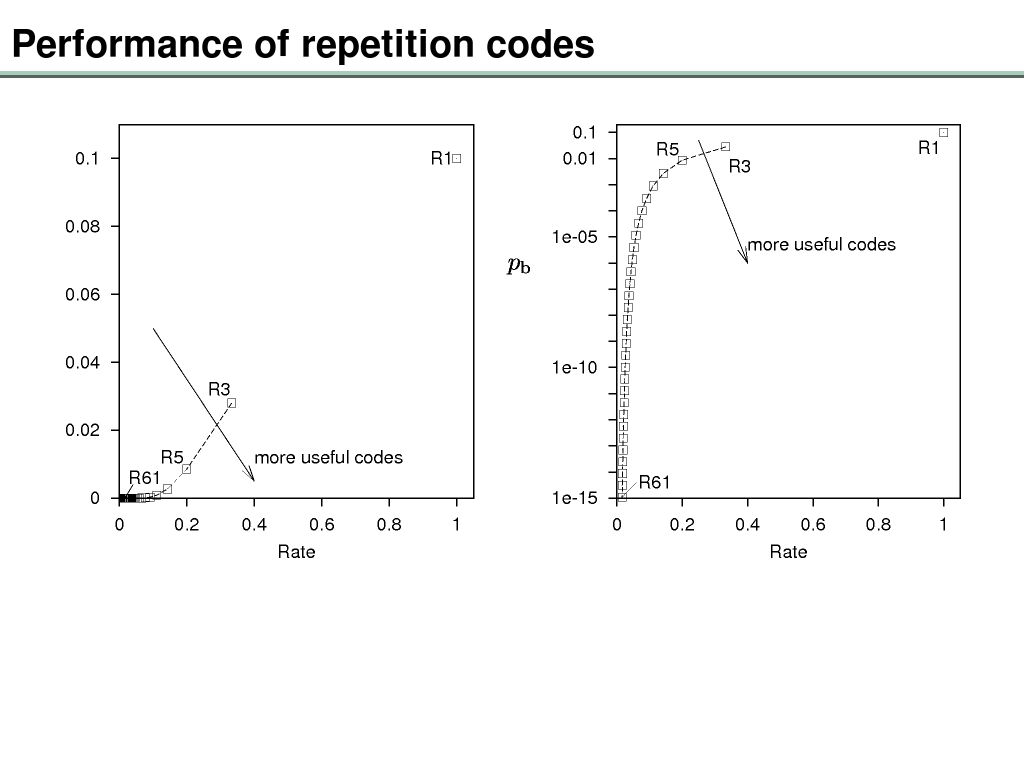 Performance of repetition codes
0.1
0.08
0.06
0.04
0.02
0
R1
R3
R5
R61
more useful codes
0 0.2 0.4 0.6 0.8 1
Rate
p_b
0.1
0.01
1e-05
1e-10
1e-15
R1
R5
R3
more useful codes
R61
0 0.2 0.4 0.6 0.8 1
Rate